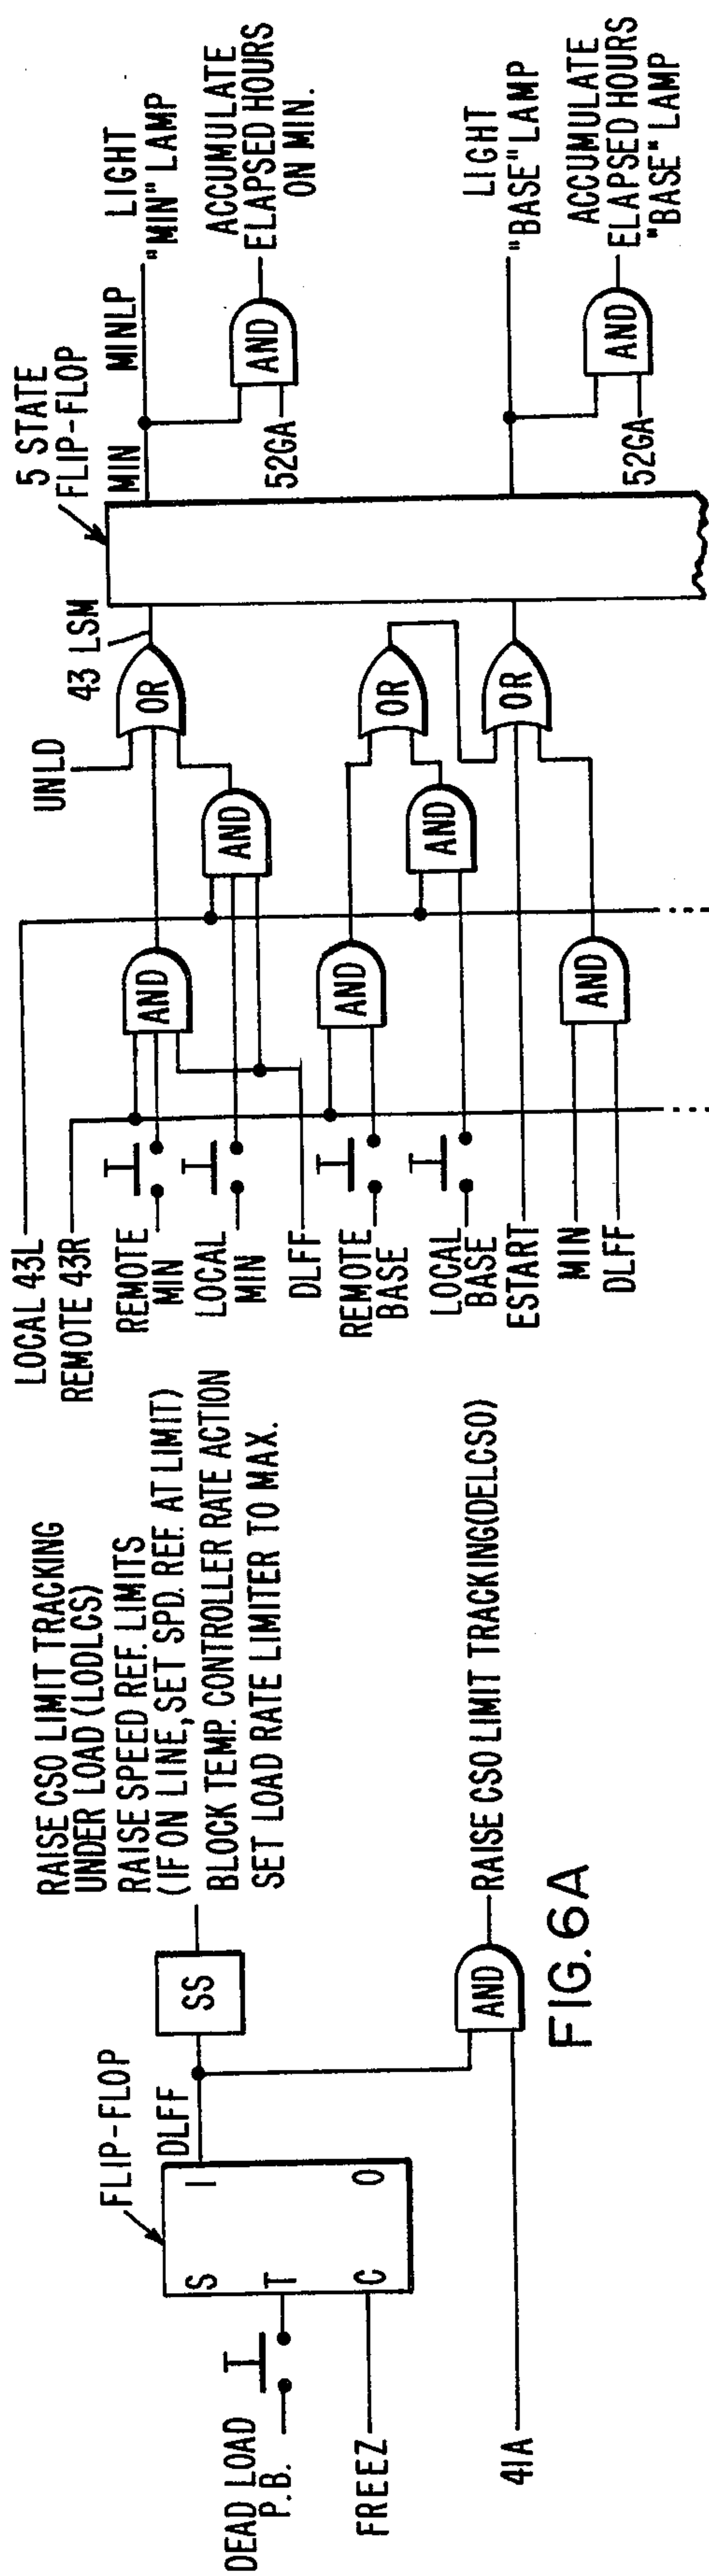 DEAD LOAD
P.B.
FREEZ
41A
FLIP-FLOP
S
T
C
1
0
DLFF
SS
RAISE CSO LIMIT TRACKING
UNDER LOAD (LODLCS)
RAISE SPEED REF. LIMITS
(IF ON LINE, SET SPD. REF. AT LIMIT)
BLOCK TEMP. CONTROLLER RATE ACTION
SET LOAD RATE LIMITER TO MAX.
AND
RAISE CSO LIMIT TRACKING(DELCSO)
FIG. 6A
LOCAL 43L
REMOTE 43R
REMOTE
MIN
LOCAL
MIN
DLFF
REMOTE
BASE
LOCAL
BASE
ESTART
MIN
DLFF
AND
AND
AND
AND
AND
UNLD
OR
OR
OR
43 LSM
5 STATE
FLIP-FLOP
MIN
MINLP
LIGHT
"MIN" LAMP
52GA
AND
ACCUMULATE
ELAPSED HOURS
ON MIN.
LIGHT
"BASE" LAMP
52GA
AND
ACCUMULATE
ELAPSED HOURS
"BASE" LAMP